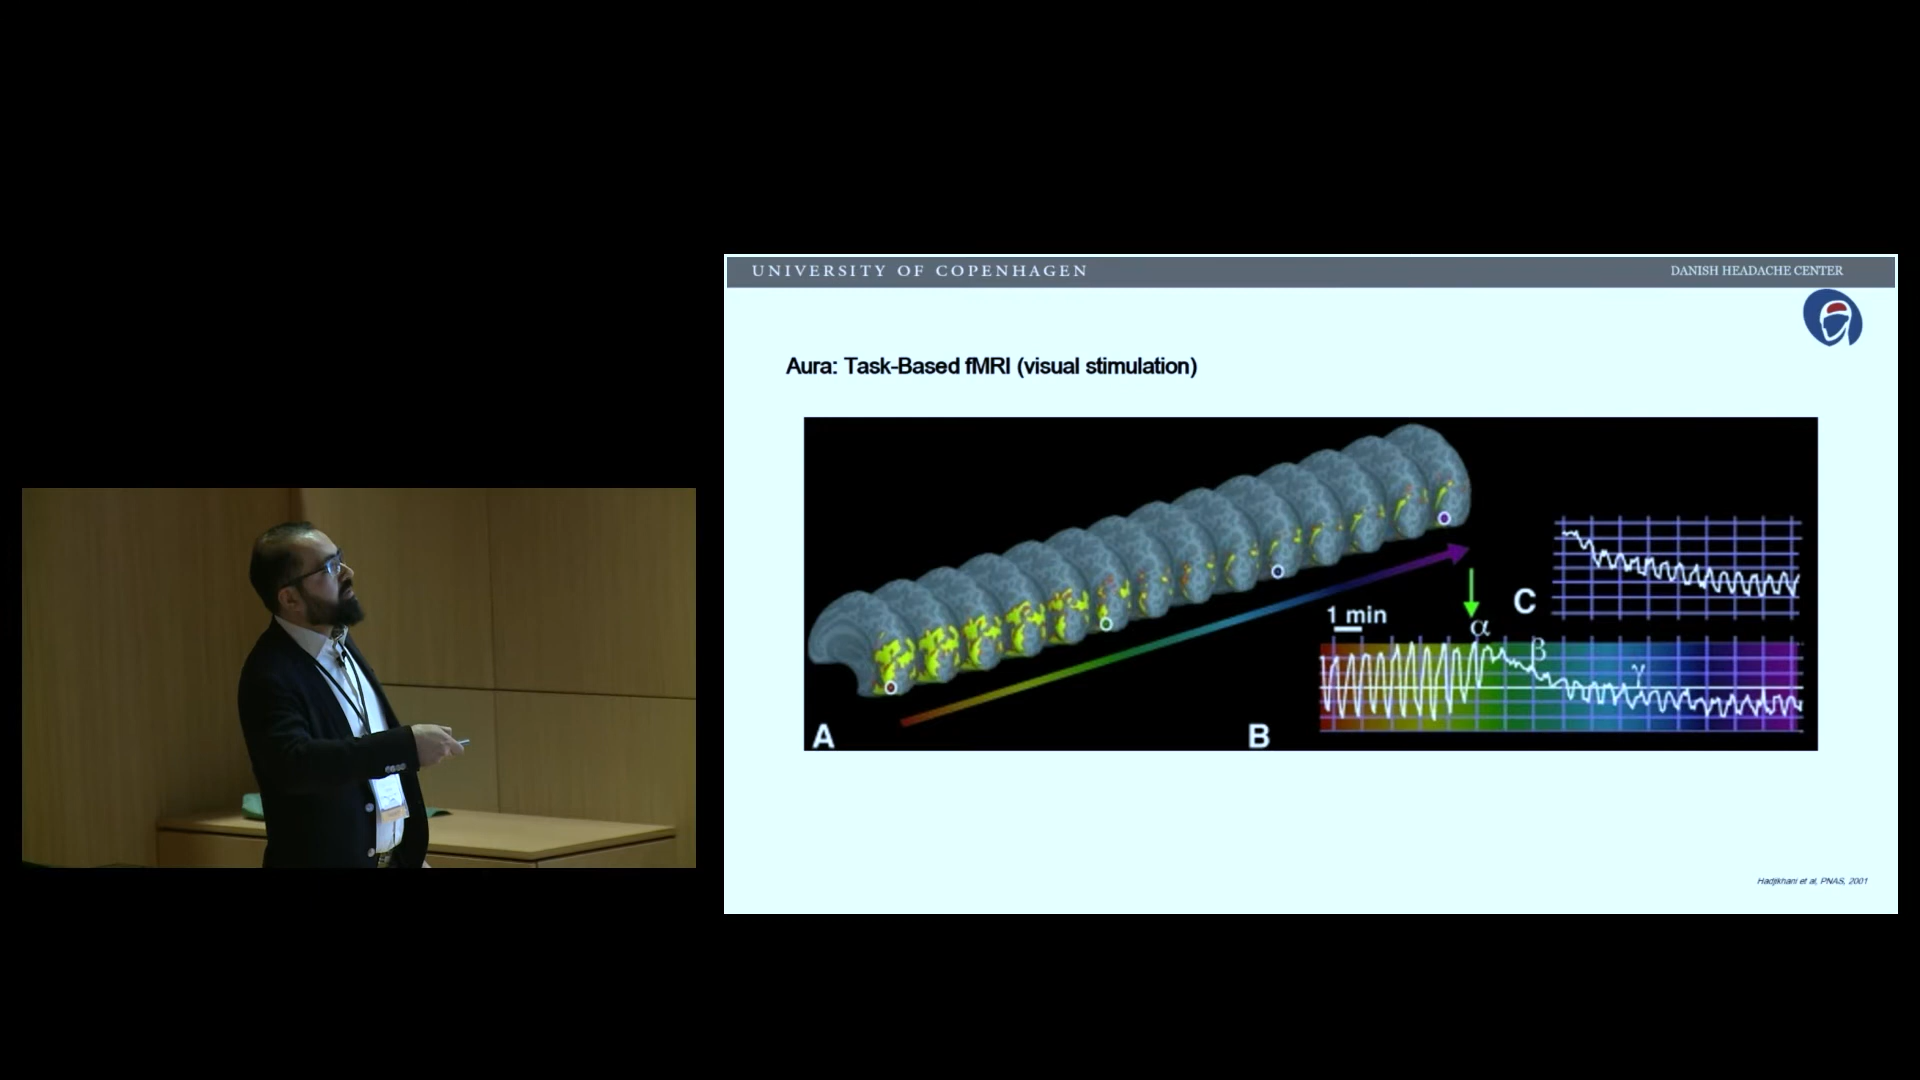 UNIVERSITY OF COPENHAGEN
DANISH HEADACHE CENTER
Aura: Task-Based fMRI (visual stimulation)
C
1 min
α
β
γ
A
B
Hadjikhani et al, PNAS, 2001